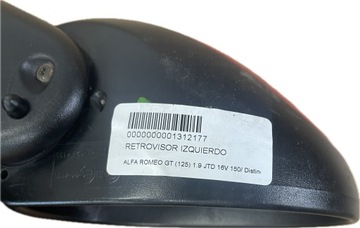 0000000001312177
RETROVISOR IZQUIERDO
ALFA ROMEO GT (125) 1.9 JTD 16V 150/ Distin